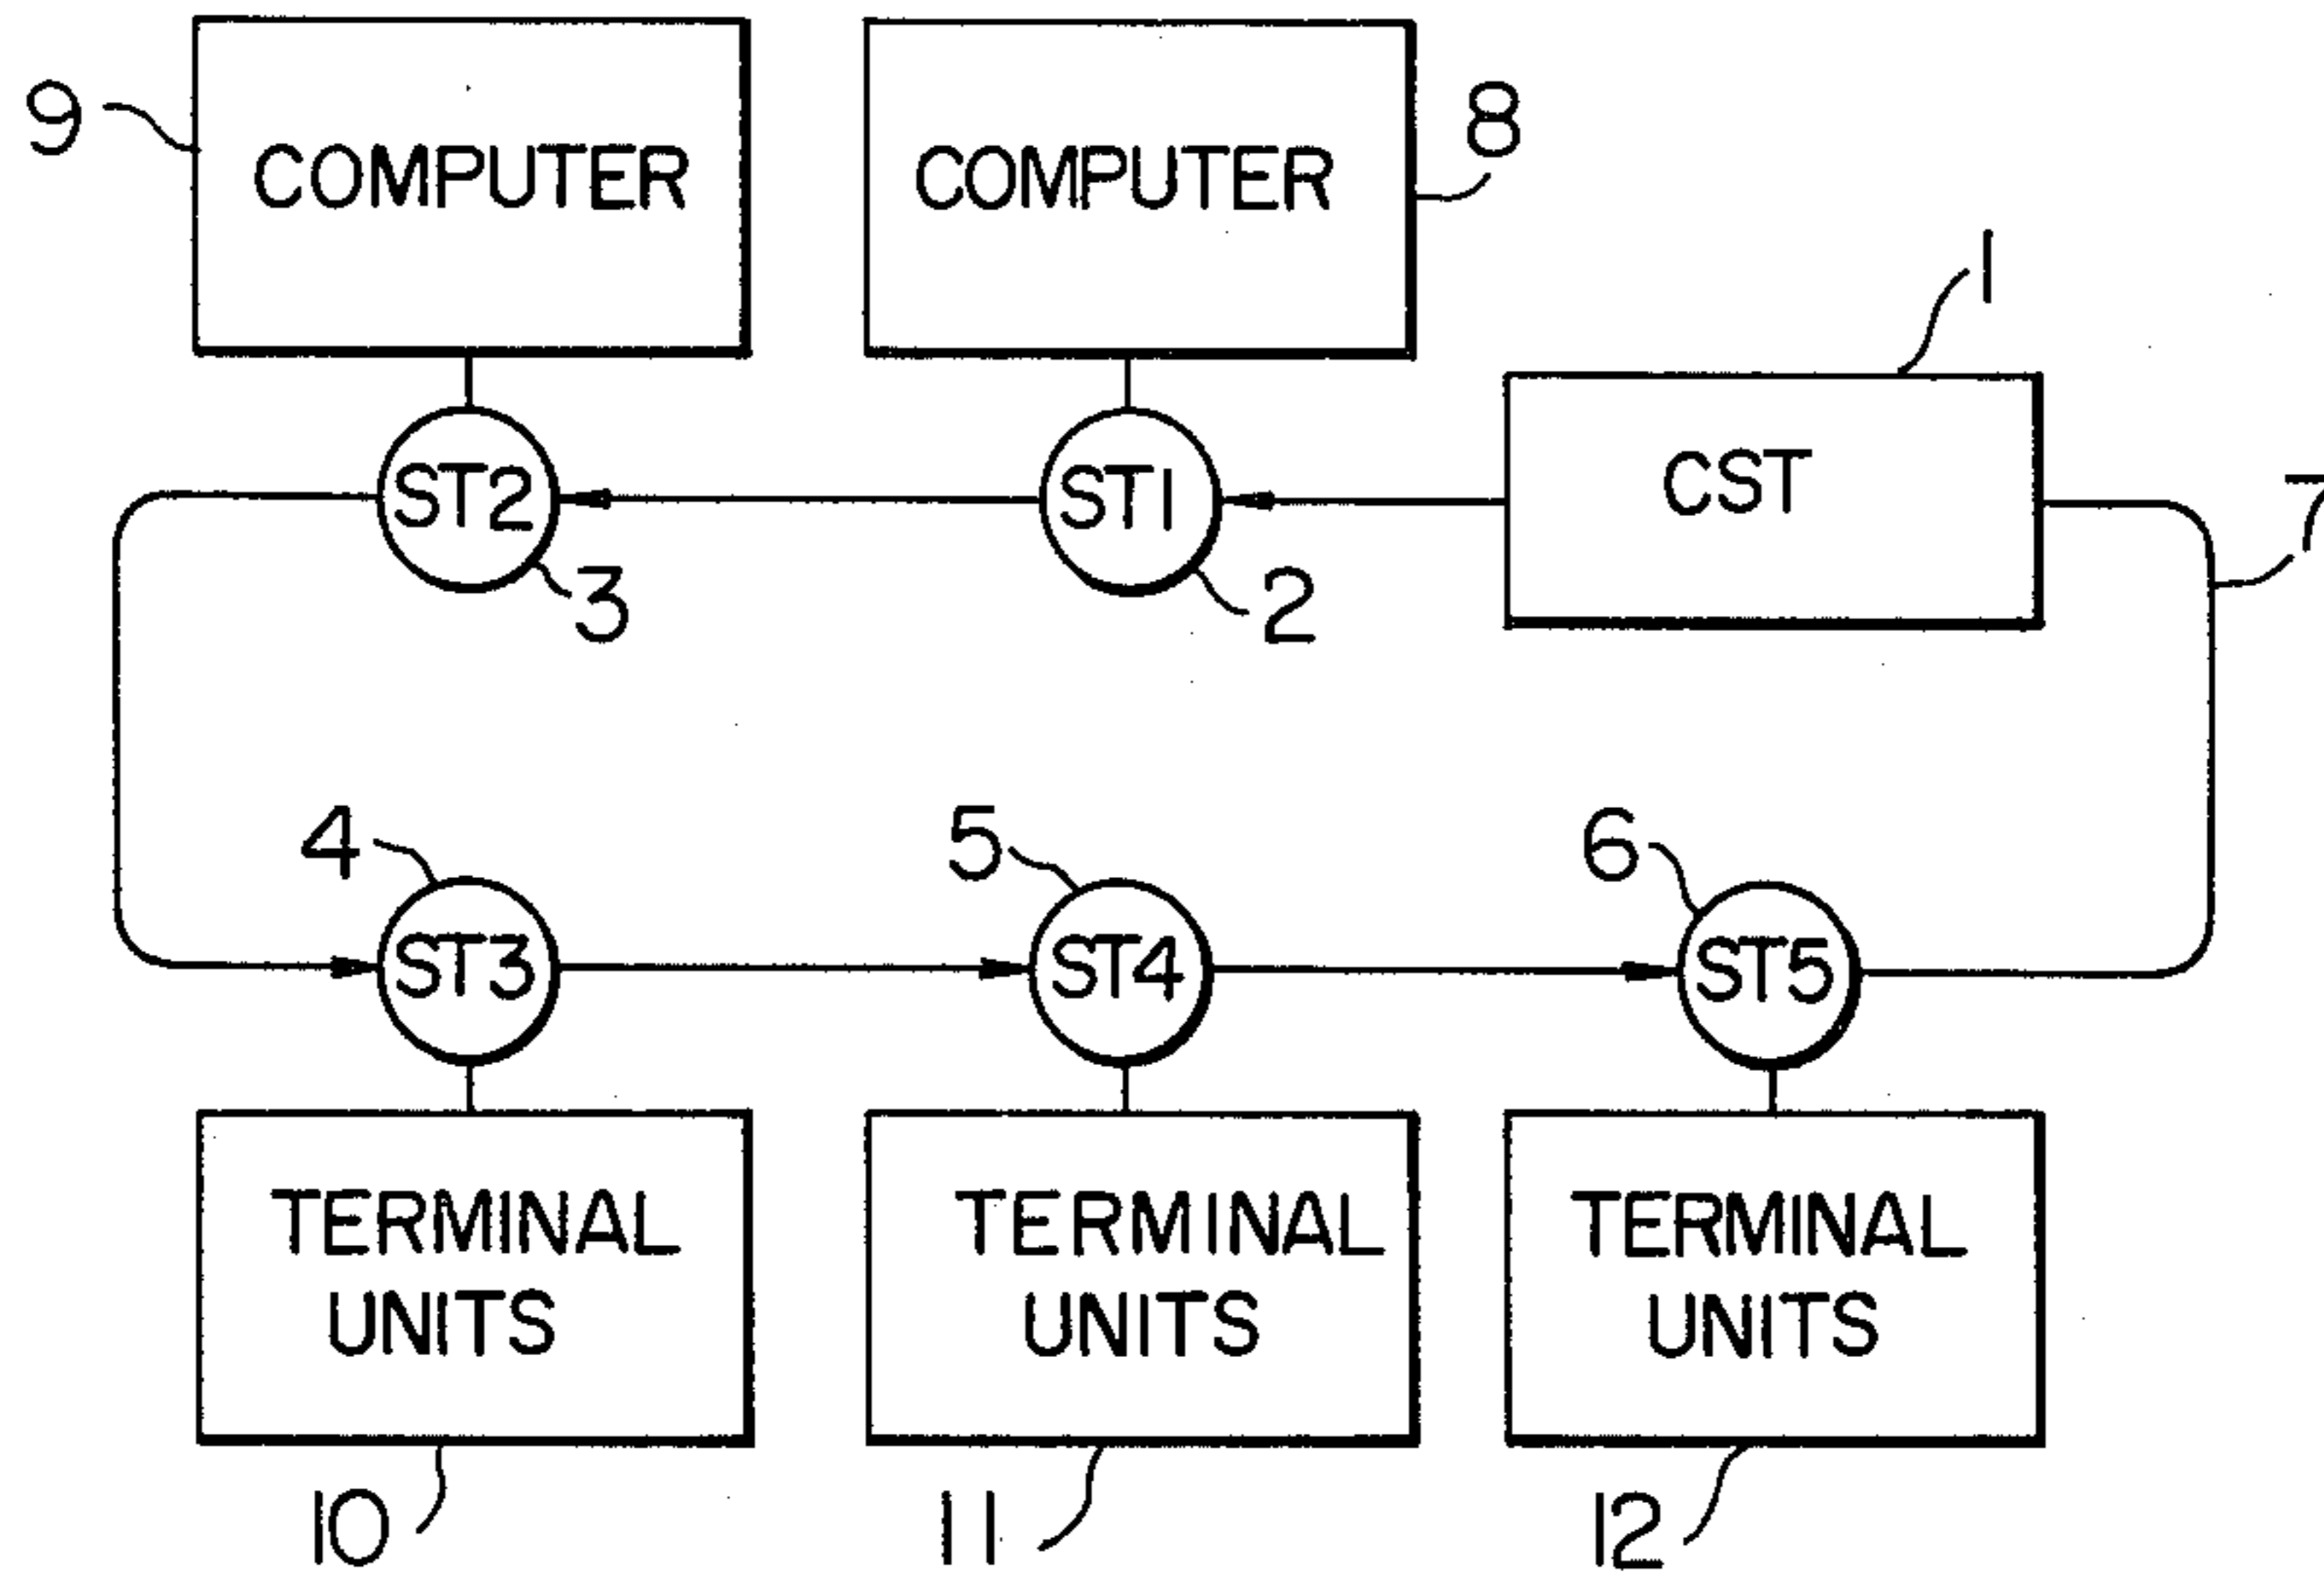 9
COMPUTER
COMPUTER
8
1
CST
7
ST2
ST1
3
2
4
5
6
ST3
ST4
ST5
TERMINAL
UNITS
TERMINAL
UNITS
TERMINAL
UNITS
10
11
12